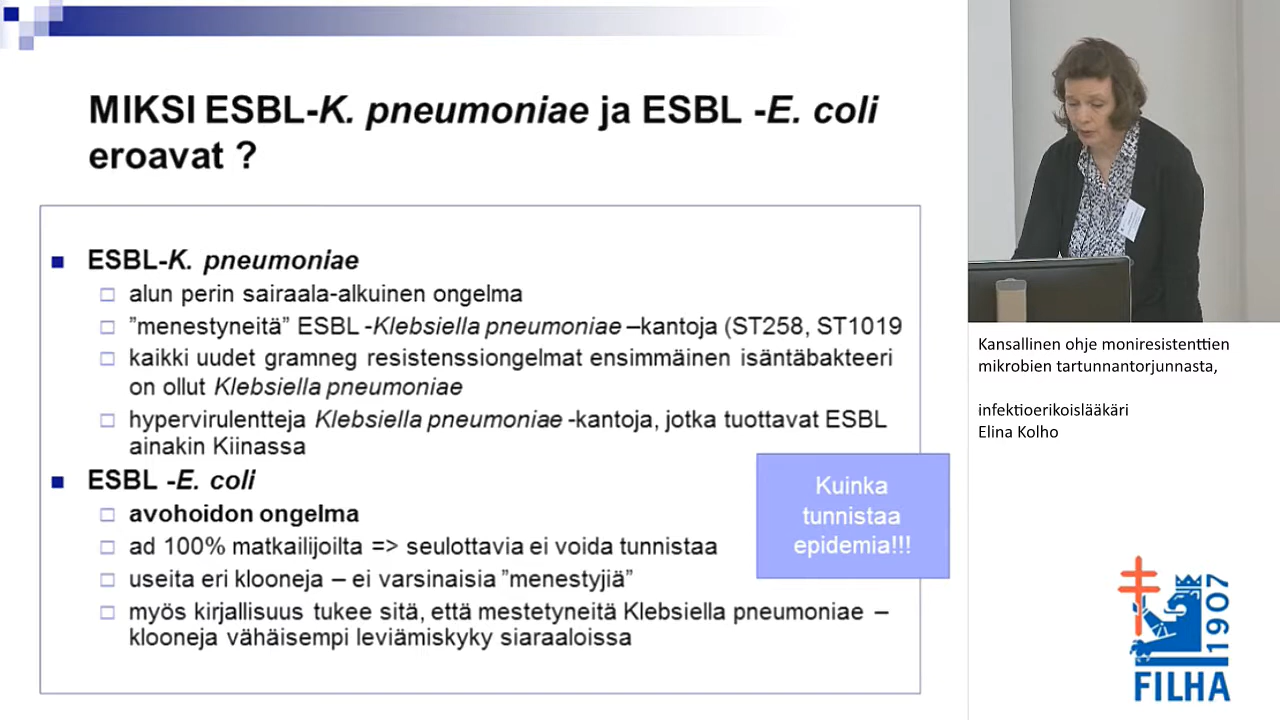 MIKSI ESBL-K. pneumoniae ja ESBL -E. coli
eroavat ?
ESBL-K. pneumoniae
alun perin sairaala-alkuinen ongelma
”menestyneitä” ESBL -Klebsiella pneumoniae –kantoja (ST258, ST1019
kaikki uudet gramneg resistenssiongelmat ensimmäinen isäntäbakteeri
on ollut Klebsiella pneumoniae
hypervirulentteja Klebsiella pneumoniae -kantoja, jotka tuottavat ESBL
ainakin Kiinassa
ESBL -E. coli
avohoidon ongelma
ad 100% matkailijoilta => seulottavia ei voida tunnistaa
useita eri klooneja – ei varsinaisia ”menestyjiä”
myös kirjallisuus tukee sitä, että mestetyneitä Klebsiella pneumoniae –
klooneja vähäisempi leviämiskyky siaraaloissa
Kuinka
tunnistaa
epidemia!!!
Kansallinen ohje moniresistenttien
mikrobien tartunnantorjunnasta,
infektioerikoislääkäri
Elina Kolho
1907
FILHA